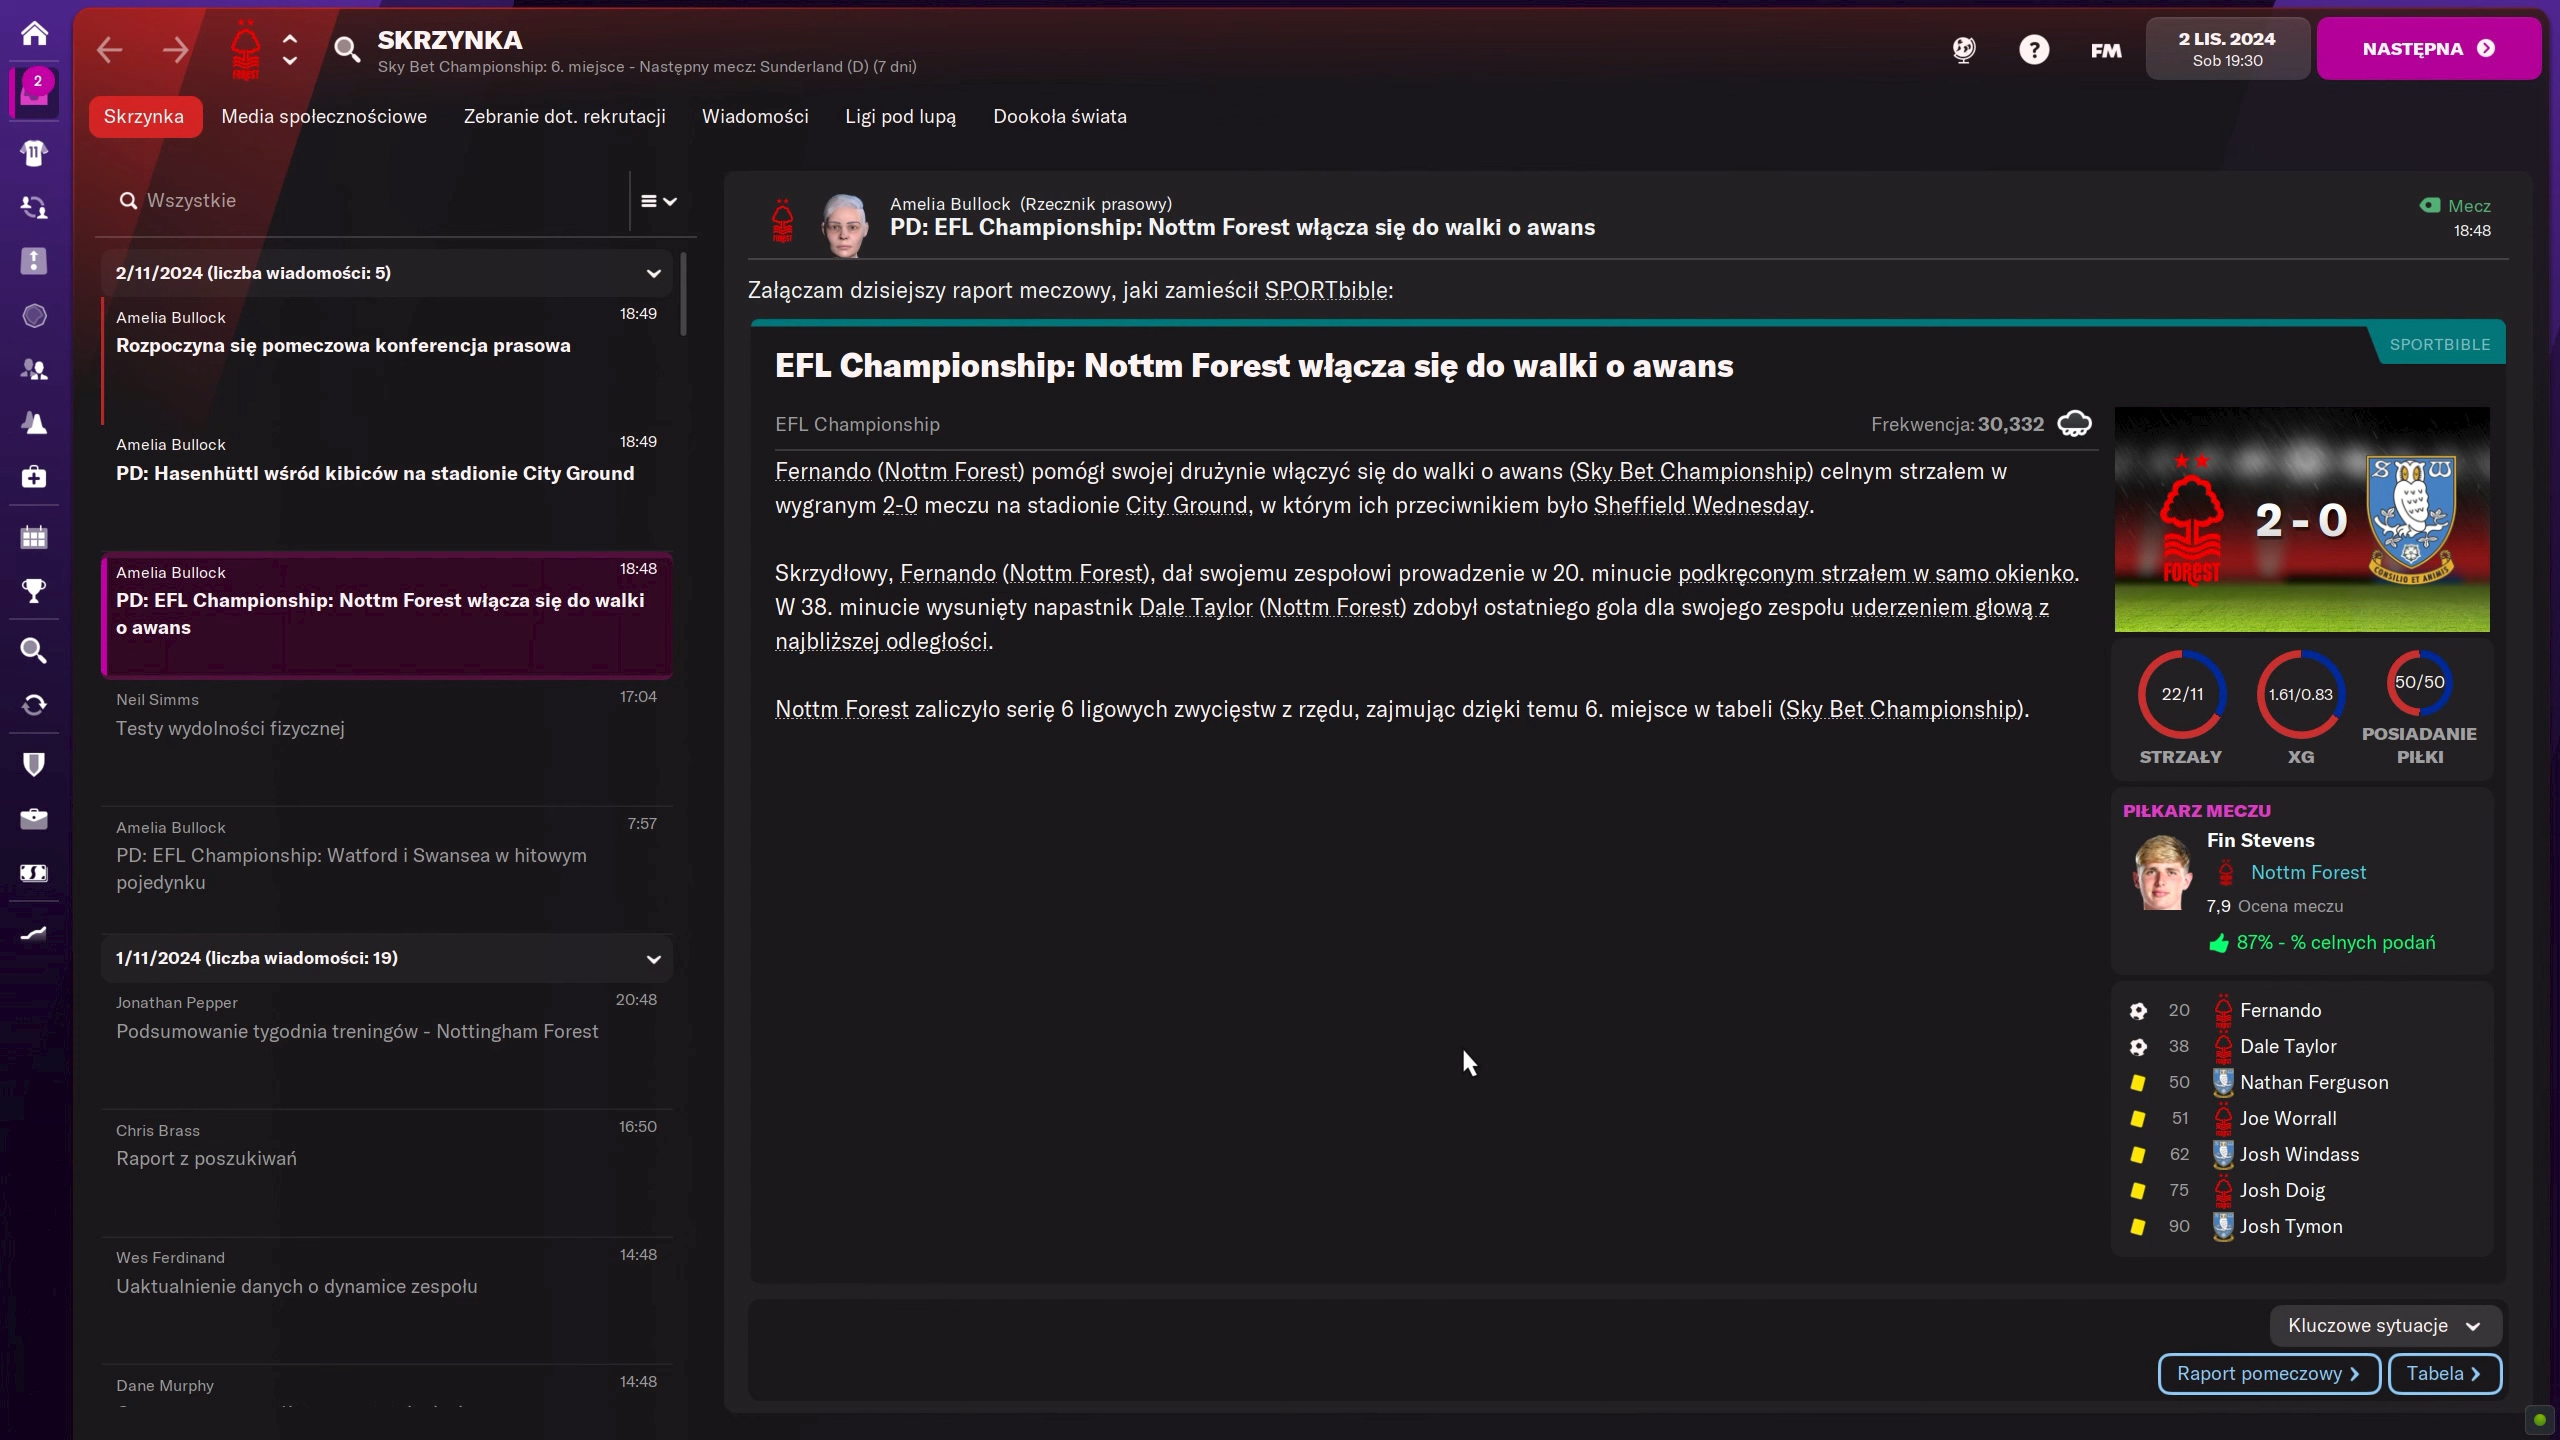 SKRZYNKA
Sky Bet Championship: 6. miejsce - Następny mecz: Sunderland (D) (7 dni)
FM
2 LIS. 2024
Sob 19:30
NASTĘPNA
2
11
Skrzynka
Media społecznościowe
Zebranie dot. rekrutacji
Wiadomości
Ligi pod lupą
Dookoła świata
Wszystkie
2/11/2024 (liczba wiadomości: 5)
Amelia Bullock
18:49
Rozpoczyna się pomeczowa konferencja prasowa
Amelia Bullock
18:49
PD: Hasenhüttl wśród kibiców na stadionie City Ground
Amelia Bullock
18:48
PD: EFL Championship: Nottm Forest włącza się do walki
o awans
Neil Simms
17:04
Testy wydolności fizycznej
Amelia Bullock
7:57
PD: EFL Championship: Watford i Swansea w hitowym
pojedynku
1/11/2024 (liczba wiadomości: 19)
Jonathan Pepper
20:48
Podsumowanie tygodnia treningów - Nottingham Forest
Chris Brass
16:50
Raport z poszukiwań
Wes Ferdinand
14:48
Uaktualnienie danych o dynamice zespołu
Dane Murphy
14:48
Amelia Bullock (Rzecznik prasowy)
PD: EFL Championship: Nottm Forest włącza się do walki o awans
Mecz
18:48
Załączam dzisiejszy raport meczowy, jaki zamieścił SPORTbible:
SPORTBIBLE
EFL Championship: Nottm Forest włącza się do walki o awans
EFL Championship
Frekwencja: 30,332
Fernando (Nottm Forest) pomógł swojej drużynie włączyć się do walki o awans (Sky Bet Championship) celnym strzałem w
wygranym 2-0 meczu na stadionie City Ground, w którym ich przeciwnikiem było Sheffield Wednesday.
Skrzydłowy, Fernando (Nottm Forest), dał swojemu zespołowi prowadzenie w 20. minucie podkręconym strzałem w samo okienko.
W 38. minucie wysunięty napastnik Dale Taylor (Nottm Forest) zdobył ostatniego gola dla swojego zespołu uderzeniem głową z
najbliższej odległości.
Nottm Forest zaliczyło serię 6 ligowych zwycięstw z rzędu, zajmując dzięki temu 6. miejsce w tabeli (Sky Bet Championship).
FOREST
2 - 0
S W
CONSILIO ET ANIMIS
22/11
STRZAŁY
1.61/0.83
XG
50/50
POSIADANIE
PIŁKI
PIŁKARZ MECZU
Fin Stevens
Nottm Forest
7,9 Ocena meczu
87% - % celnych podań
20 Fernando
38 Dale Taylor
50 Nathan Ferguson
51 Joe Worrall
62 Josh Windass
75 Josh Doig
90 Josh Tymon
Kluczowe sytuacje
Raport pomeczowy
Tabela